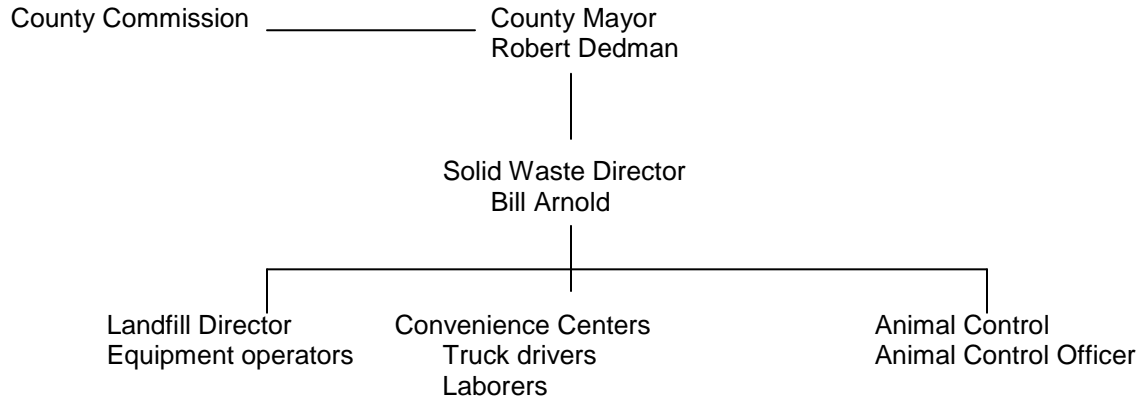 County Commission
County Mayor
Robert Dedman
Solid Waste Director
Bill Arnold
Landfill Director
Equipment operators
Convenience Centers
Truck drivers
Laborers
Animal Control
Animal Control Officer